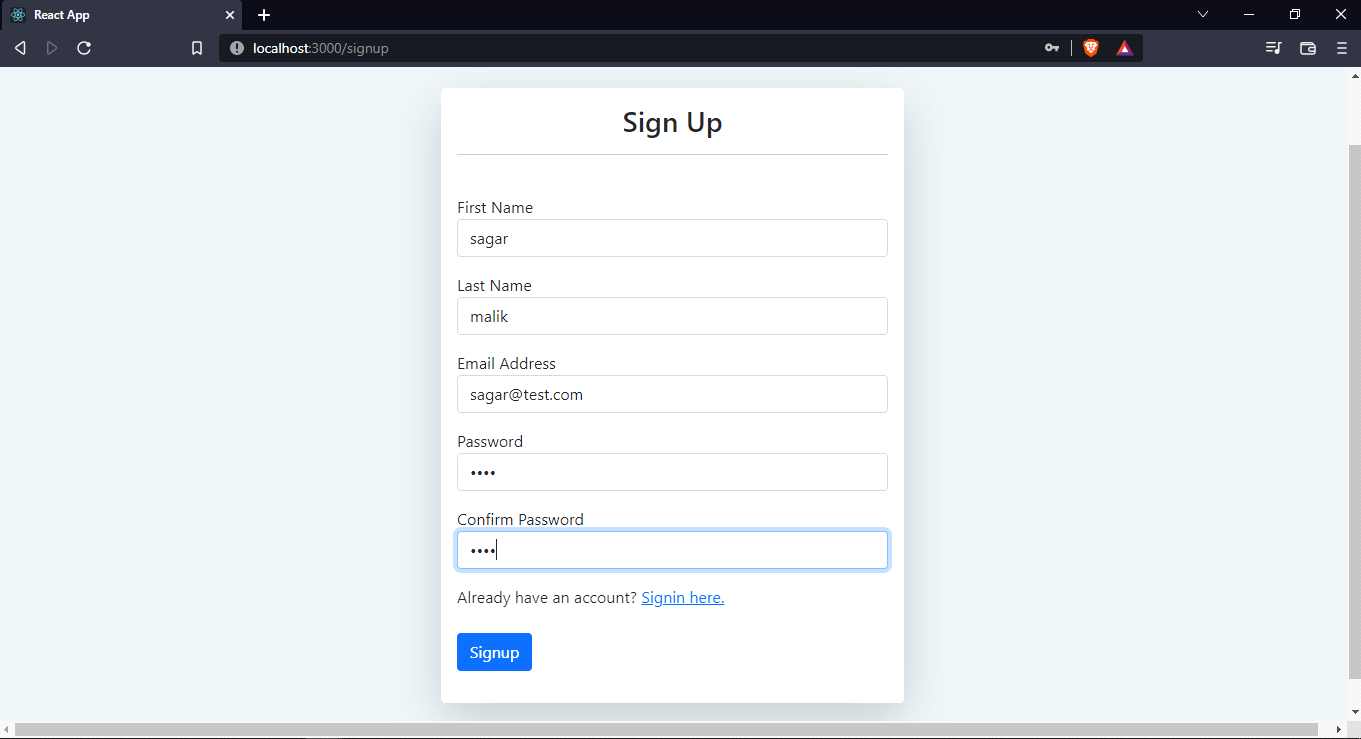 React App
localhost:3000/signup
Sign Up
First Name
sagar
Last Name
malik
Email Address
sagar@test.com
Password
••••
Confirm Password
••••
Already have an account? Signin here.
Signup